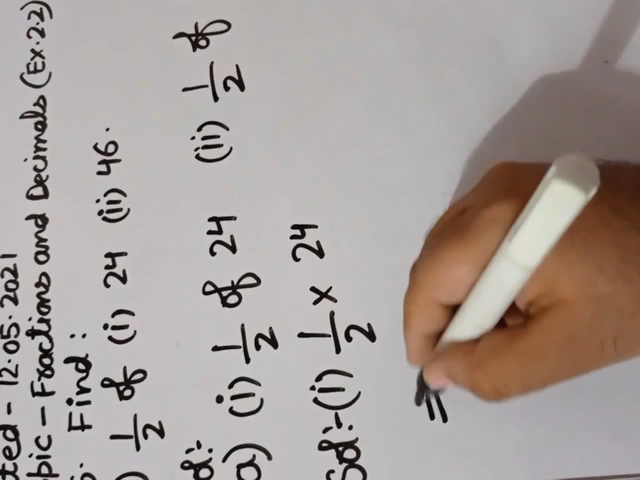 ted - 12.05.2021
pic - Fractions and Decimals (Ex. 2.2)
Find :
) 1/2 of (i) 24 (ii) 46.
a) (i) 1/2 of 24 (ii) 1/2 of
Sol:- (i) 1/2 × 24
=